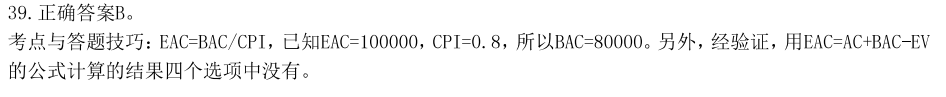 39.正确答案B。
考点与答题技巧：EAC=BAC/CPI，已知EAC=100000，CPI=0.8，所以BAC=80000。另外，经验证，用EAC=AC+BAC-EV
的公式计算的结果四个选项中没有。